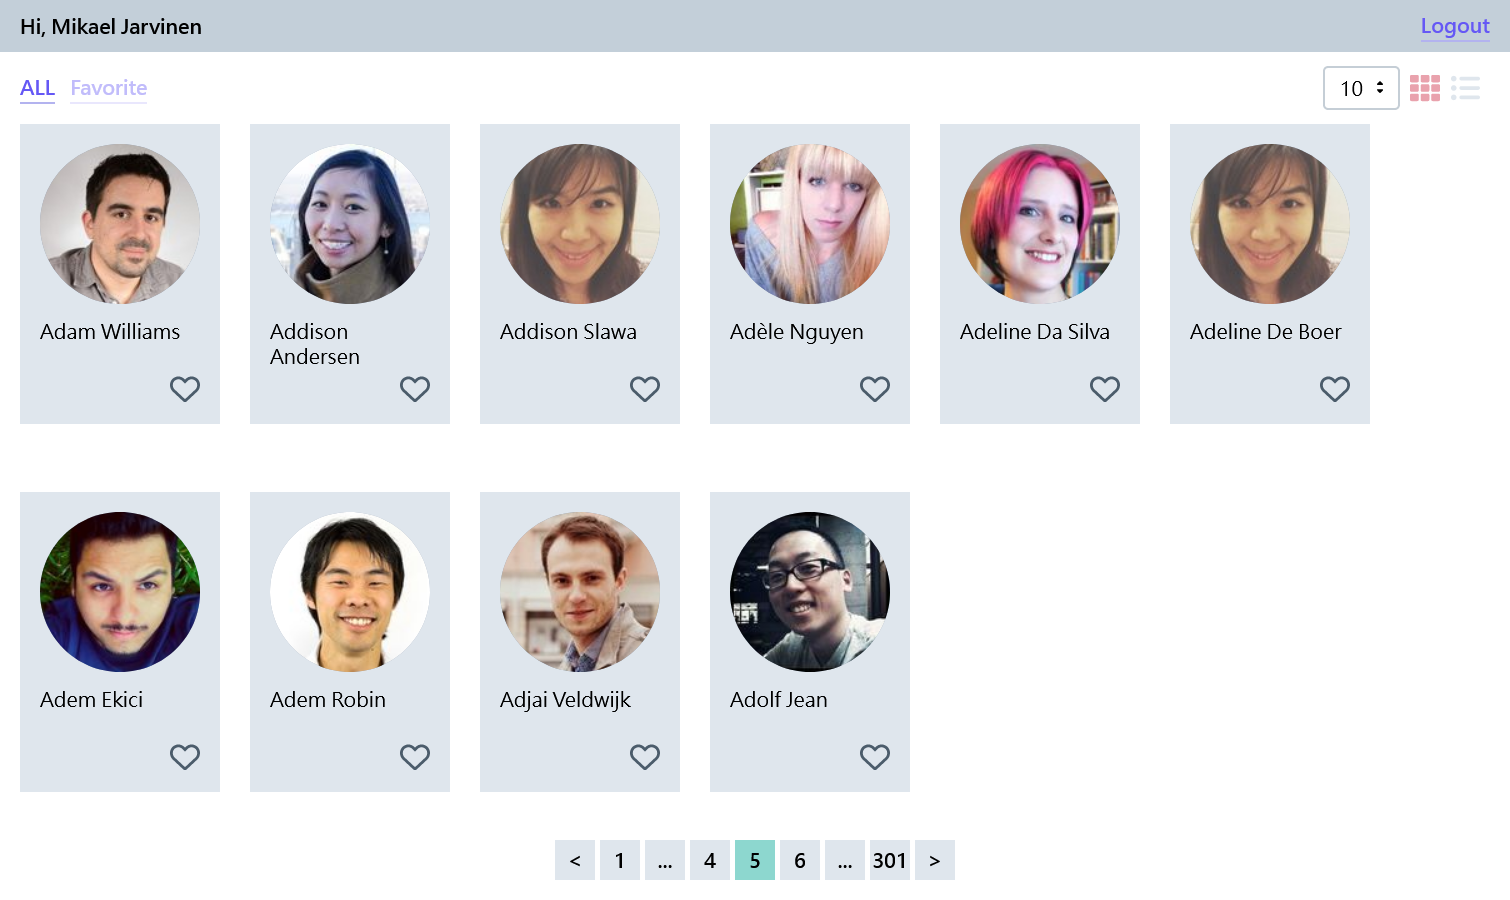 Hi, Mikael Jarvinen
Logout
ALL Favorite
10
Adam Williams
Addison
Andersen
Addison Slawa
Adèle Nguyen
Adeline Da Silva
Adeline De Boer
Adem Ekici
Adem Robin
Adjai Veldwijk
Adolf Jean
< 1 ... 4 5 6 ... 301 >